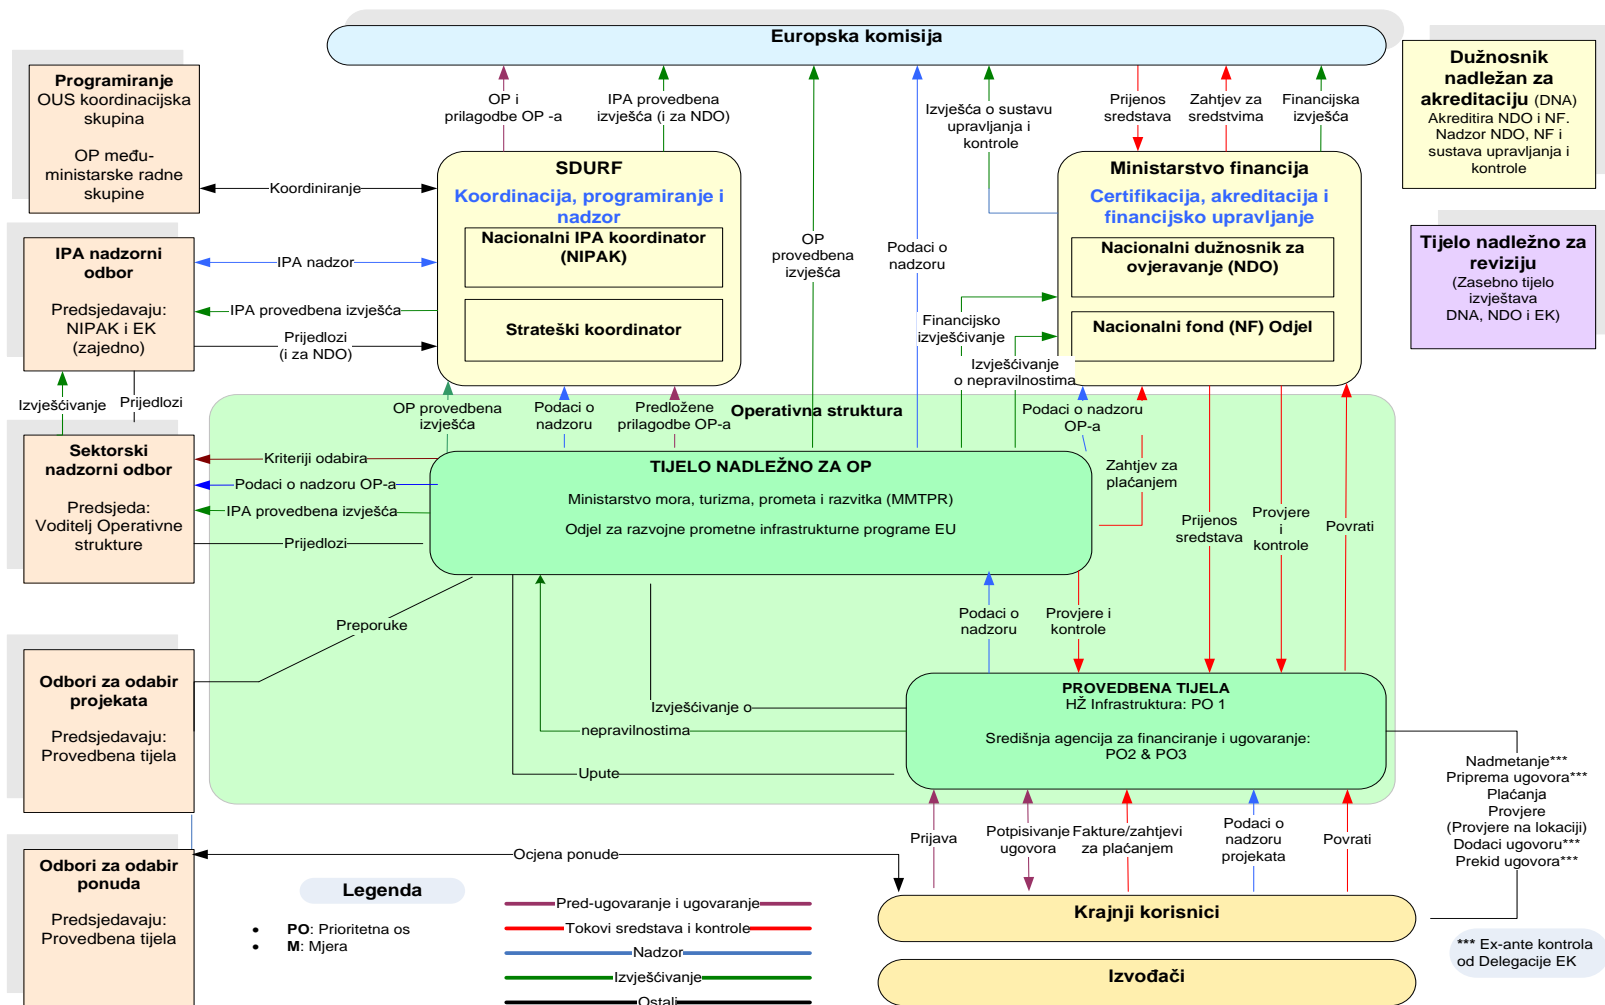 Europska komisija
Programiranje
OUS koordinacijska
skupina
OP među-
ministarske radne
skupine
Dužnosnik
nadležan za
akreditaciju (DNA)
Akreditira NDO i NF.
Nadzor NDO, NF i
sustava upravljanja i
kontrole
OP i
prilagodbe OP -a
IPA provedbena
izvješća (i za NDO)
Izvješća o sustavu
upravljanja i
kontrole
Prijenos
sredstava
Zahtjev za
sredstvima
Financijska
izvješća
Koordiniranje
SDURF
Koordinacija, programiranje i
nadzor
Nacionalni IPA koordinator
(NIPAK)
Strateški koordinator
Ministarstvo financija
Certifikacija, akreditacija i
financijsko upravljanje
Nacionalni dužnosnik za
ovjeravanje (NDO)
Nacionalni fond (NF) Odjel
Tijelo nadležno za
reviziju
(Zasebno tijelo
izvještava
DNA, NDO i EK)
IPA nadzorni
odbor
Predsjedavaju:
NIPAK i EK
(zajedno)
IPA nadzor
IPA provedbena izvješća
Prijedlozi
(i za NDO)
OP
provedbena
izvješća
Podaci o
nadzoru
Financijsko
izvješćivanje
Izvješćivanje
o nepravilnostima
Izvješćivanje
Prijedlozi
OP provedbena
izvješća
Podaci o
nadzoru
Predložene
prilagodbe OP-a
Operativna struktura
Podaci o nadzoru
OP-a
Sektorski
nadzorni odbor
Predsjeda:
Voditelj Operativne
strukture
Kriteriji odabira
Podaci o nadzoru OP-a
IPA provedbena izvješća
Prijedlozi
TIJELO NADLEŽNO ZA OP
Ministarstvo mora, turizma, prometa i razvitka (MMTPR)
Odjel za razvojne prometne infrastrukturne programe EU
Zahtjev za
plaćanjem
Prijenos
sredstava
Provjere
i
kontrole
Povrati
Preporuke
Podaci o
nadzoru
Provjere i
kontrole
Odbori za odabir
projekata
Predsjedavaju:
Provedbena tijela
Izvješćivanje o
nepravilnostima
Upute
PROVEDBENA TIJELA
HŽ Infrastruktura: PO 1
Središnja agencija za financiranje i ugovaranje:
PO2 & PO3
Nadmetanje***
Priprema ugovora***
Plaćanja
Provjere
(Provjere na lokaciji)
Dodaci ugovoru***
Prekid ugovora***
Prijava
Potpisivanje
ugovora
Fakture/zahtjevi
za plaćanjem
Podaci o
nadzoru
projekata
Povrati
Odbori za odabir
ponuda
Predsjedavaju:
Provedbena tijela
Ocjena ponude
Legenda
• PO: Prioritetna os
• M: Mjera
Pred-ugovaranje i ugovaranje
Tokovi sredstava i kontrole
Nadzor
Izvješćivanje
Ostali
Krajnji korisnici
Izvođači
*** Ex-ante kontrola
od Delegacije EK